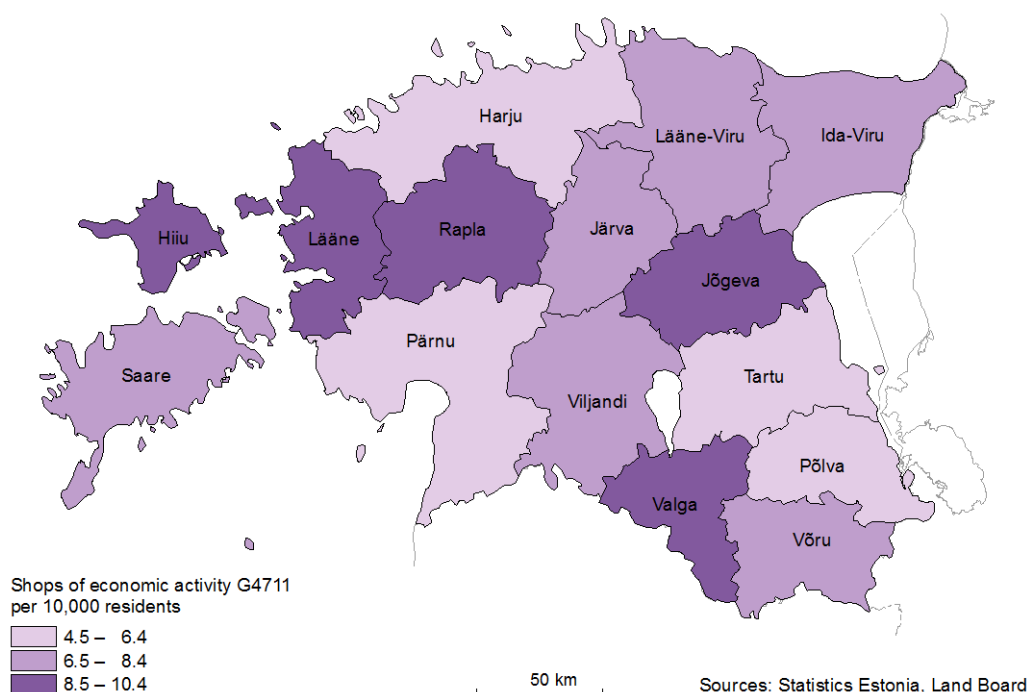 Harju
Lääne-Viru
Ida-Viru
Hiiu
Lääne
Rapla
Järva
Jõgeva
Saare
Pärnu
Viljandi
Tartu
Põlva
Valga
Võru
Shops of economic activity G4711
per 10,000 residents
4.5 – 6.4
6.5 – 8.4
8.5 – 10.4
50 km
Sources: Statistics Estonia. Land Board